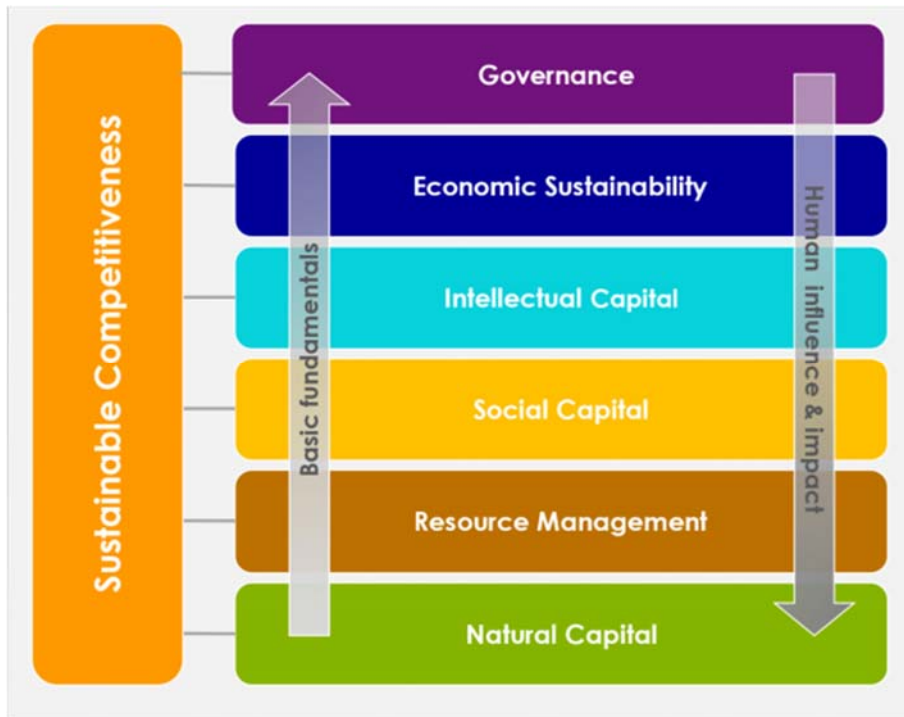 Sustainable Competitiveness
Governance
Economic Sustainability
Intellectual Capital
Social Capital
Resource Management
Natural Capital
Basic fundamentals
Human influence & impact